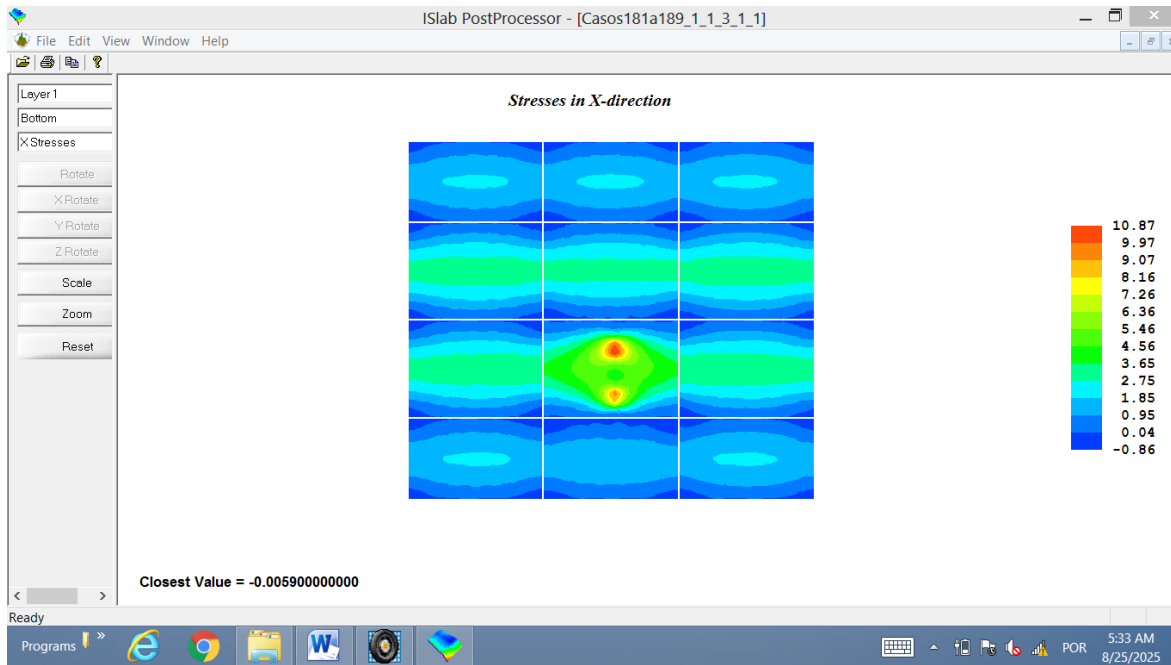 ISlab PostProcessor - [Casos181a189_1_1_3_1_1]
File Edit View Window Help
Layer 1
Bottom
X Stresses
Rotate
X Rotate
Y Rotate
Z Rotate
Scale
Zoom
Reset
Stresses in X-direction
10.87
9.97
9.07
8.16
7.26
6.36
5.46
4.56
3.65
2.75
1.85
0.95
0.04
-0.86
Closest Value = -0.005900000000
Ready
Programs
POR
5:33 AM
8/25/2025